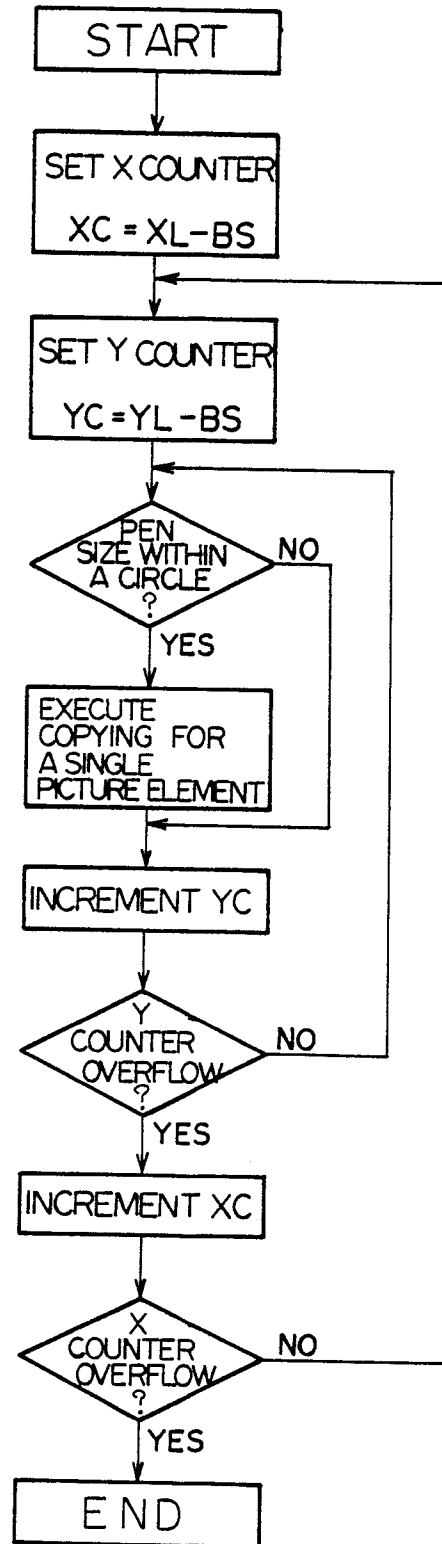 START
SET X COUNTER
XC = XL-BS
SET Y COUNTER
YC=YL-BS
PEN
SIZE WITHIN
A CIRCLE
?
NO
YES
EXECUTE
COPYING FOR
A SINGLE
PICTURE ELEMENT
INCREMENT YC
Y
COUNTER
OVERFLOW
?
NO
YES
INCREMENT XC
X
COUNTER
OVERFLOW
?
NO
YES
END